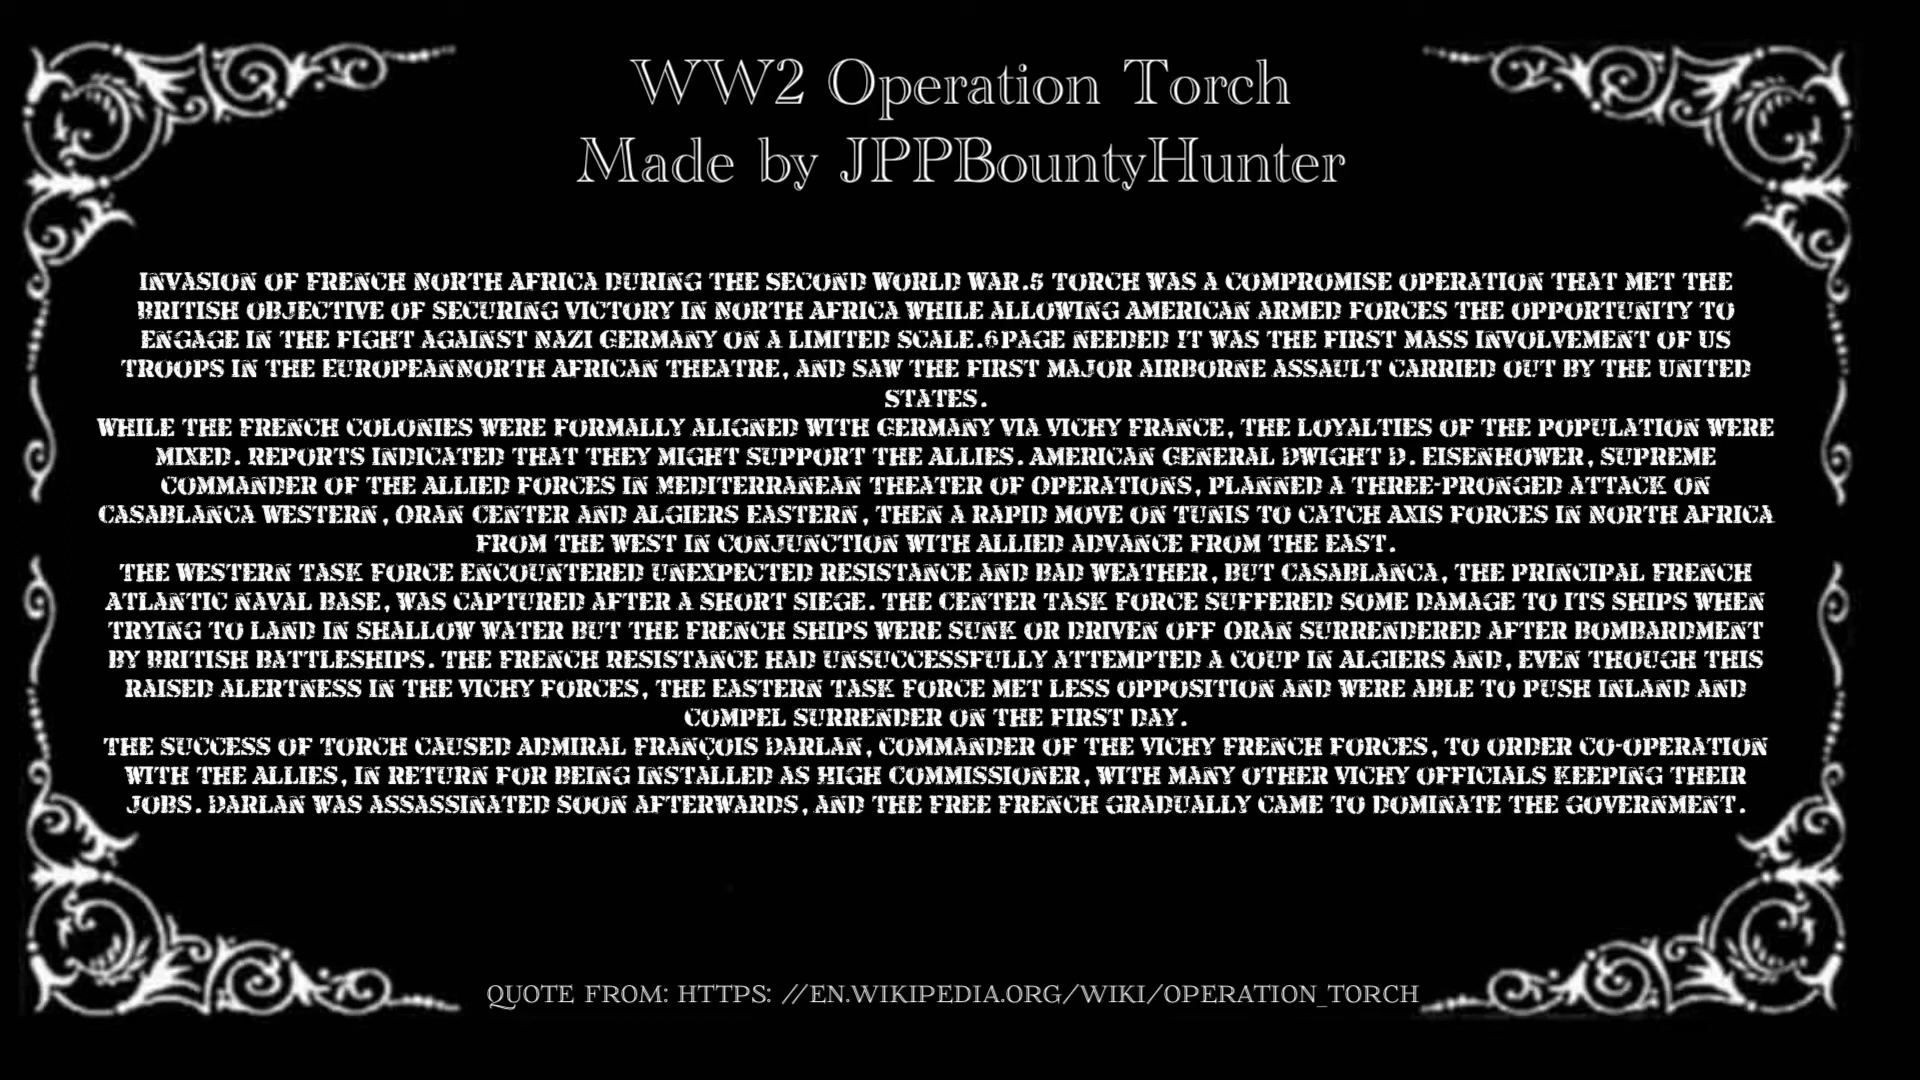 WW2 Operation Torch
Made by JPPBountyHunter
INVASION OF FRENCH NORTH AFRICA DURING THE SECOND WORLD WAR.5 TORCH WAS A COMPROMISE OPERATION THAT MET THE
BRITISH OBJECTIVE OF SECURING VICTORY IN NORTH AFRICA WHILE ALLOWING AMERICAN ARMED FORCES THE OPPORTUNITY TO
ENGAGE IN THE FIGHT AGAINST NAZI GERMANY ON A LIMITED SCALE.6PAGE NEEDED IT WAS THE FIRST MASS INVOLVEMENT OF US
TROOPS IN THE EUROPEANNORTH AFRICAN THEATRE, AND SAW THE FIRST MAJOR AIRBORNE ASSAULT CARRIED OUT BY THE UNITED
STATES.
WHILE THE FRENCH COLONIES WERE FORMALLY ALIGNED WITH GERMANY VIA VICHY FRANCE, THE LOYALTIES OF THE POPULATION WERE
MIXED. REPORTS INDICATED THAT THEY MIGHT SUPPORT THE ALLIES. AMERICAN GENERAL DWIGHT D. EISENHOWER, SUPREME
COMMANDER OF THE ALLIED FORCES IN MEDITERRANEAN THEATER OF OPERATIONS, PLANNED A THREE-PRONGED ATTACK ON
CASABLANCA WESTERN, ORAN CENTER AND ALGIERS EASTERN, THEN A RAPID MOVE ON TUNIS TO CATCH AXIS FORCES IN NORTH AFRICA
FROM THE WEST IN CONJUNCTION WITH ALLIED ADVANCE FROM THE EAST.
THE WESTERN TASK FORCE ENCOUNTERED UNEXPECTED RESISTANCE AND BAD WEATHER, BUT CASABLANCA, THE PRINCIPAL FRENCH
ATLANTIC NAVAL BASE, WAS CAPTURED AFTER A SHORT SIEGE. THE CENTER TASK FORCE SUFFERED SOME DAMAGE TO ITS SHIPS WHEN
TRYING TO LAND IN SHALLOW WATER BUT THE FRENCH SHIPS WERE SUNK OR DRIVEN OFF ORAN SURRENDERED AFTER BOMBARDMENT
BY BRITISH BATTLESHIPS. THE FRENCH RESISTANCE HAD UNSUCCESSFULLY ATTEMPTED A COUP IN ALGIERS AND, EVEN THOUGH THIS
RAISED ALERTNESS IN THE VICHY FORCES, THE EASTERN TASK FORCE MET LESS OPPOSITION AND WERE ABLE TO PUSH INLAND AND
COMPEL SURRENDER ON THE FIRST DAY.
THE SUCCESS OF TORCH CAUSED ADMIRAL FRANÇOIS DARLAN, COMMANDER OF THE VICHY FRENCH FORCES, TO ORDER CO-OPERATION
WITH THE ALLIES, IN RETURN FOR BEING INSTALLED AS HIGH COMMISSIONER, WITH MANY OTHER VICHY OFFICIALS KEEPING THEIR
JOBS. DARLAN WAS ASSASSINATED SOON AFTERWARDS, AND THE FREE FRENCH GRADUALLY CAME TO DOMINATE THE GOVERNMENT.
QUOTE FROM: HTTPS: //EN.WIKIPEDIA.ORG/WIKI/OPERATION_TORCH